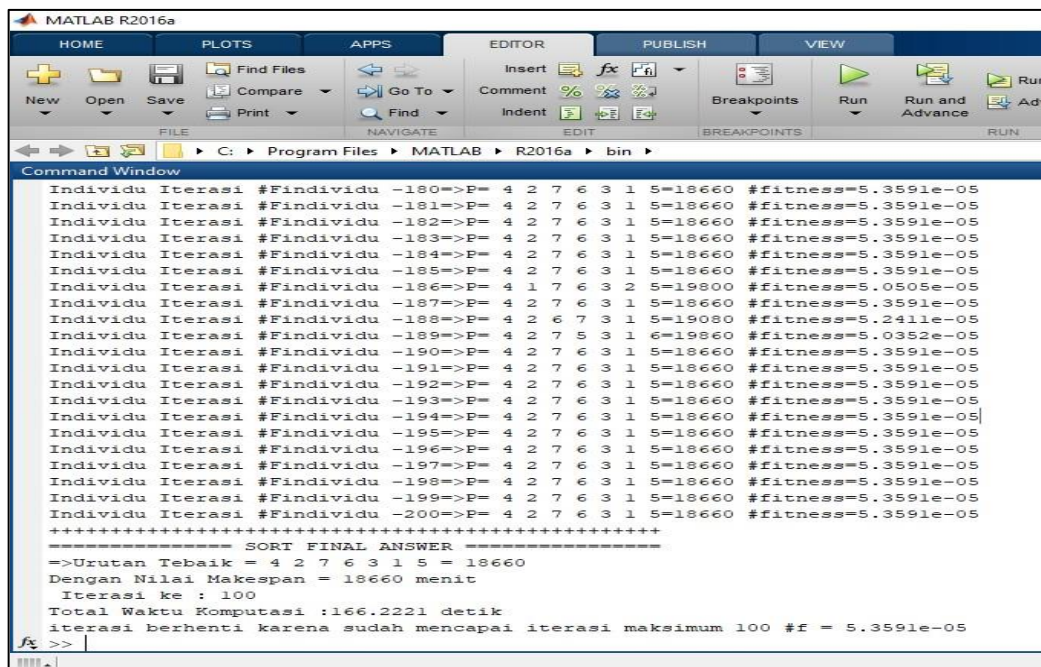 MATLAB R2016a
HOME PLOTS APPS EDITOR PUBLISH VIEW
New Open Save Find Files Compare Print Go To Find Insert fx Comment Indent Breakpoints Run Run and Advance Run Ad
FILE NAVIGATE EDIT BREAKPOINTS RUN
C: Program Files MATLAB R2016a bin
Command Window
Individu Iterasi #Findividu -180=>P= 4 2 7 6 3 1 5=18660 #fitness=5.3591e-05
Individu Iterasi #Findividu -181=>P= 4 2 7 6 3 1 5=18660 #fitness=5.3591e-05
Individu Iterasi #Findividu -182=>P= 4 2 7 6 3 1 5=18660 #fitness=5.3591e-05
Individu Iterasi #Findividu -183=>P= 4 2 7 6 3 1 5=18660 #fitness=5.3591e-05
Individu Iterasi #Findividu -184=>P= 4 2 7 6 3 1 5=18660 #fitness=5.3591e-05
Individu Iterasi #Findividu -185=>P= 4 2 7 6 3 1 5=18660 #fitness=5.3591e-05
Individu Iterasi #Findividu -186=>P= 4 1 7 6 3 2 5=19800 #fitness=5.0505e-05
Individu Iterasi #Findividu -187=>P= 4 2 7 6 3 1 5=18660 #fitness=5.3591e-05
Individu Iterasi #Findividu -188=>P= 4 2 6 7 3 1 5=19080 #fitness=5.2411e-05
Individu Iterasi #Findividu -189=>P= 4 2 7 5 3 1 6=19860 #fitness=5.0352e-05
Individu Iterasi #Findividu -190=>P= 4 2 7 6 3 1 5=18660 #fitness=5.3591e-05
Individu Iterasi #Findividu -191=>P= 4 2 7 6 3 1 5=18660 #fitness=5.3591e-05
Individu Iterasi #Findividu -192=>P= 4 2 7 6 3 1 5=18660 #fitness=5.3591e-05
Individu Iterasi #Findividu -193=>P= 4 2 7 6 3 1 5=18660 #fitness=5.3591e-05
Individu Iterasi #Findividu -194=>P= 4 2 7 6 3 1 5=18660 #fitness=5.3591e-05
Individu Iterasi #Findividu -195=>P= 4 2 7 6 3 1 5=18660 #fitness=5.3591e-05
Individu Iterasi #Findividu -196=>P= 4 2 7 6 3 1 5=18660 #fitness=5.3591e-05
Individu Iterasi #Findividu -197=>P= 4 2 7 6 3 1 5=18660 #fitness=5.3591e-05
Individu Iterasi #Findividu -198=>P= 4 2 7 6 3 1 5=18660 #fitness=5.3591e-05
Individu Iterasi #Findividu -199=>P= 4 2 7 6 3 1 5=18660 #fitness=5.3591e-05
Individu Iterasi #Findividu -200=>P= 4 2 7 6 3 1 5=18660 #fitness=5.3591e-05
++++++++++++++++++++++++++++++++++++++++++++++++++
================ SORT FINAL ANSWER =================
=>Urutan Tebaik = 4 2 7 6 3 1 5 = 18660
Dengan Nilai Makespan = 18660 menit
Iterasi ke : 100
Total Waktu Komputasi :166.2221 detik
iterasi berhenti karena sudah mencapai iterasi maksimum 100 #f = 5.3591e-05
fx >>